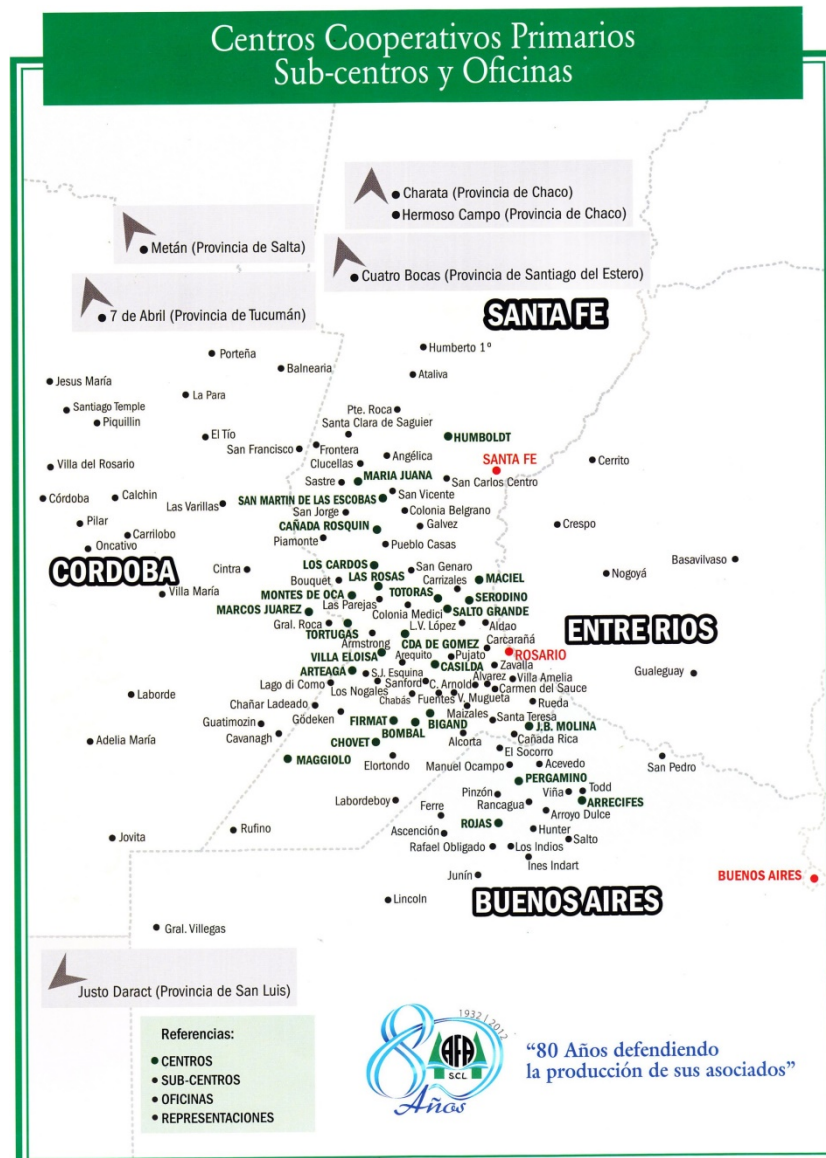 Centros Cooperativos Primarios
Sub-centros y Oficinas
Charata (Provincia de Chaco)
Hermoso Campo (Provincia de Chaco)
Metán (Provincia de Salta)
Cuatro Bocas (Provincia de Santiago del Estero)
7 de Abril (Provincia de Tucumán)
SANTA FE
Humberto 1º
Porteña
Balnearia
Ataliva
Jesus María
La Para
Santiago Temple
Piquillin
Pte. Roca
Santa Clara de Saguier
El Tío
HUMBOLDT
San Francisco
Frontera
Angélica
SANTA FE
Cerrito
Clucellas
Villa del Rosario
MARIA JUANA
Sastre
San Carlos Centro
San Vicente
Córdoba
Calchin
SAN MARTIN DE LAS ESCOBAS
Las Varillas
San Jorge
Colonia Belgrano
Pilar
CAÑADA ROSQUIN
Galvez
Crespo
Carrilobo
Piamonte
Pueblo Casas
Oncativo
Basavilvaso
CORDOBA
Cintra
LOS CARDOS
San Genaro
Nogoyá
Bouquet
LAS ROSAS
Carrizales
MACIEL
Villa María
MONTES DE OCA
Las Parejas
TOTORAS
SERODINO
MARCOS JUAREZ
Colonia Medici
SALTO GRANDE
Gral. Roca
L.V. López
Aldao
ENTRE RIOS
TORTUGAS
Armstrong
CDA DE GOMEZ
Carcarañá
VILLA ELOISA
Arequito
Pujato
ROSARIO
ARTEAGA
S.J. Esquina
CASILDA
Zavalla
Gualeguay
Lago di Como
Sanford
C. Arnold
Alvarez
Villa Amelia
Laborde
Los Nogales
Chabás
Fuentes
V. Mugueta
Carmen del Sauce
Chañar Ladeado
Rueda
Gödeken
FIRMAT
BIGAND
Maizales
Santa Teresa
Guatimozin
BOMBAL
J.B. MOLINA
Cavanagh
Adelia María
CHOVET
Alcorta
Cañada Rica
El Socorro
MAGGIOLO
Elortondo
Manuel Ocampo
Acevedo
San Pedro
PERGAMINO
Pinzón
Viña
Todd
Labordeboy
Rancagua
ARRECIFES
Ferre
Arroyo Dulce
ROJAS
Rufino
Ascención
Hunter
Jovita
Salto
Rafael Obligado
Los Indios
Ines Indart
Junín
BUENOS AIRES
Lincoln
BUENOS AIRES
Gral. Villegas
Justo Daract (Provincia de San Luis)
Referencias:
CENTROS
SUB-CENTROS
OFICINAS
REPRESENTACIONES
80
1932 | 2012
AFA
SCL
Años
“80 Años defendiendo
la producción de sus asociados”